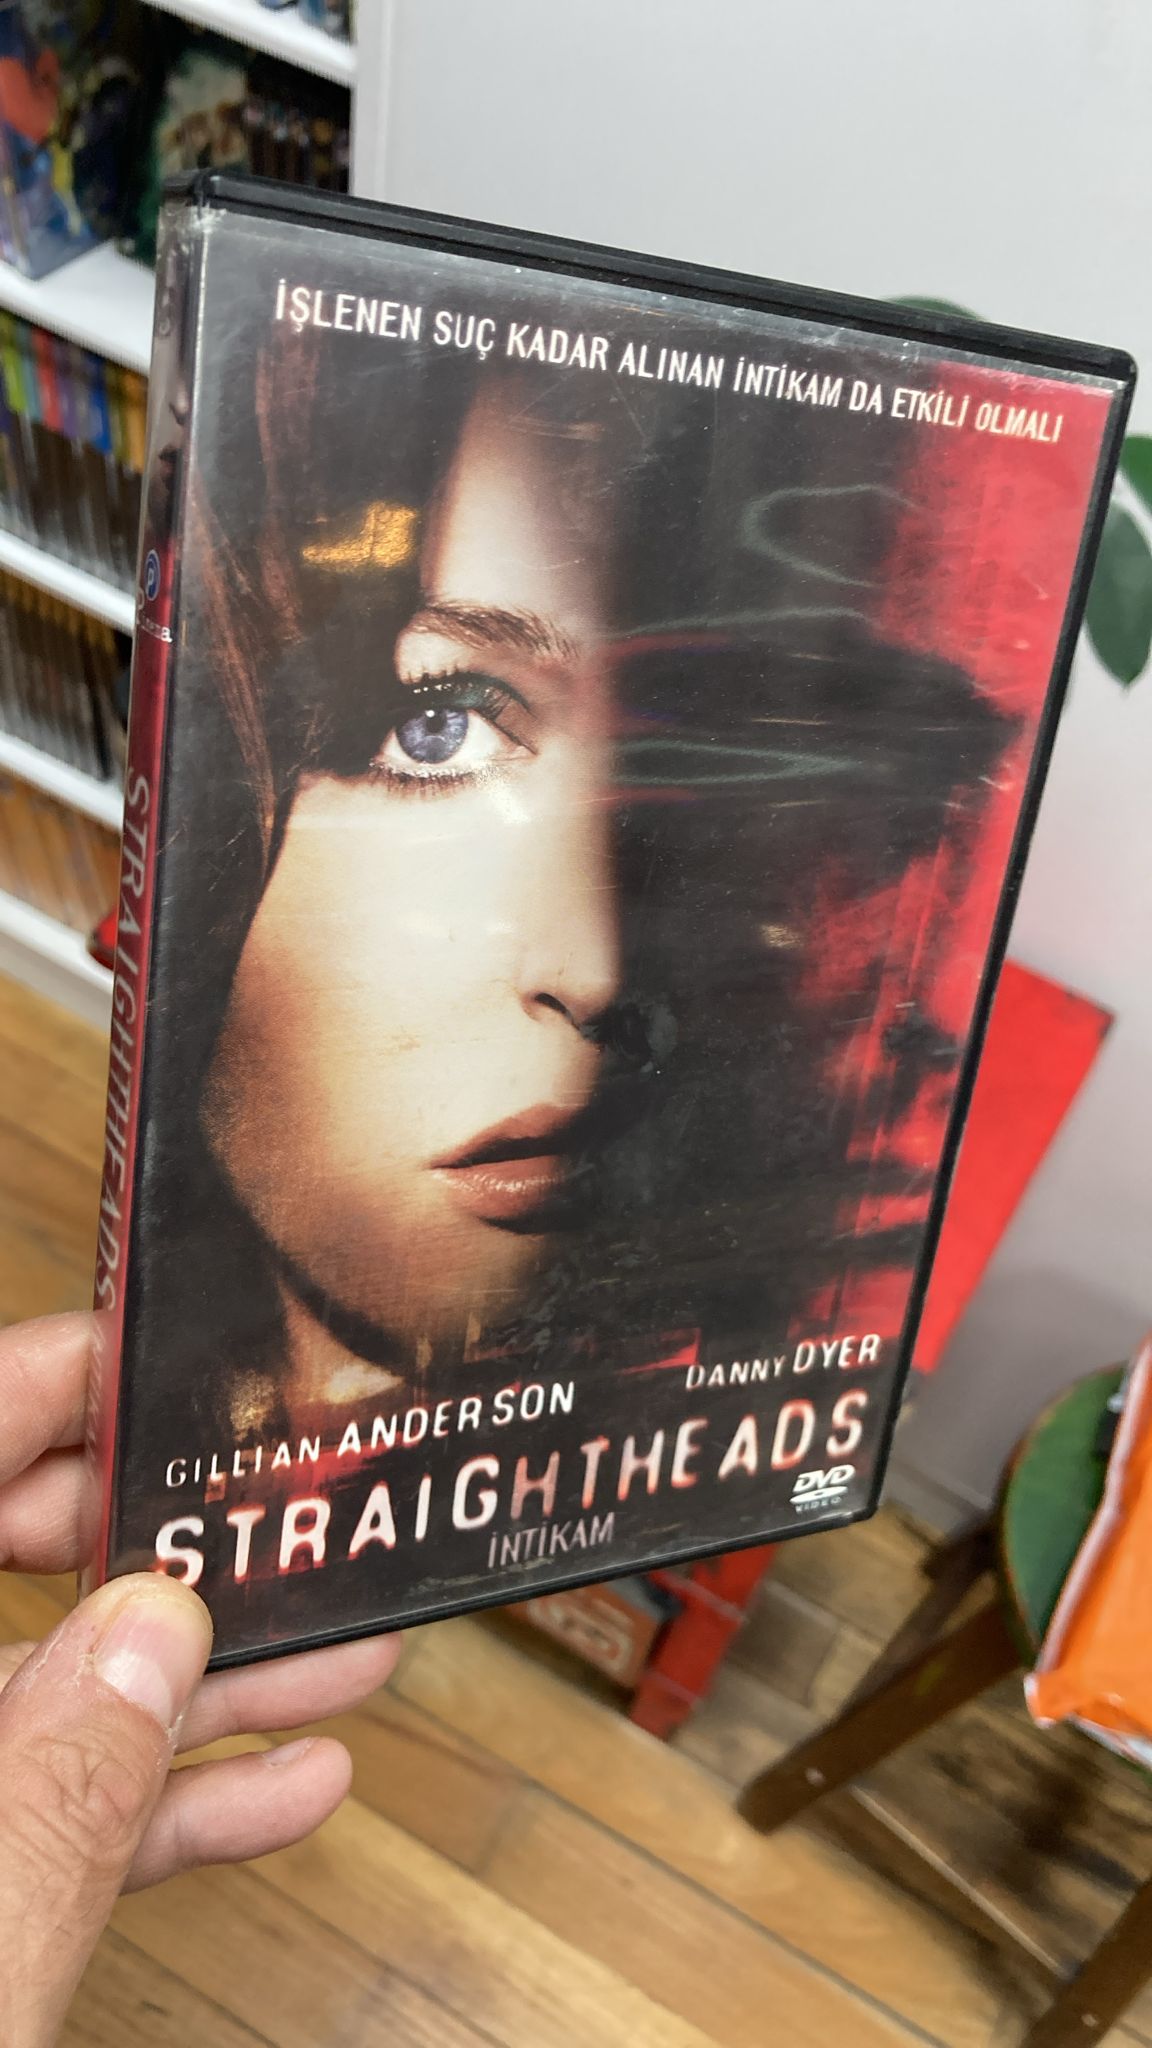 İŞLENEN SUÇ KADAR ALINAN İNTİKAM DA ETKİLİ OLMALI
GILLIAN ANDERSON
DANNY DYER
STRAIGHTHEADS
İNTİKAM
DVD
VIDEO
STRAIGHTHEADS